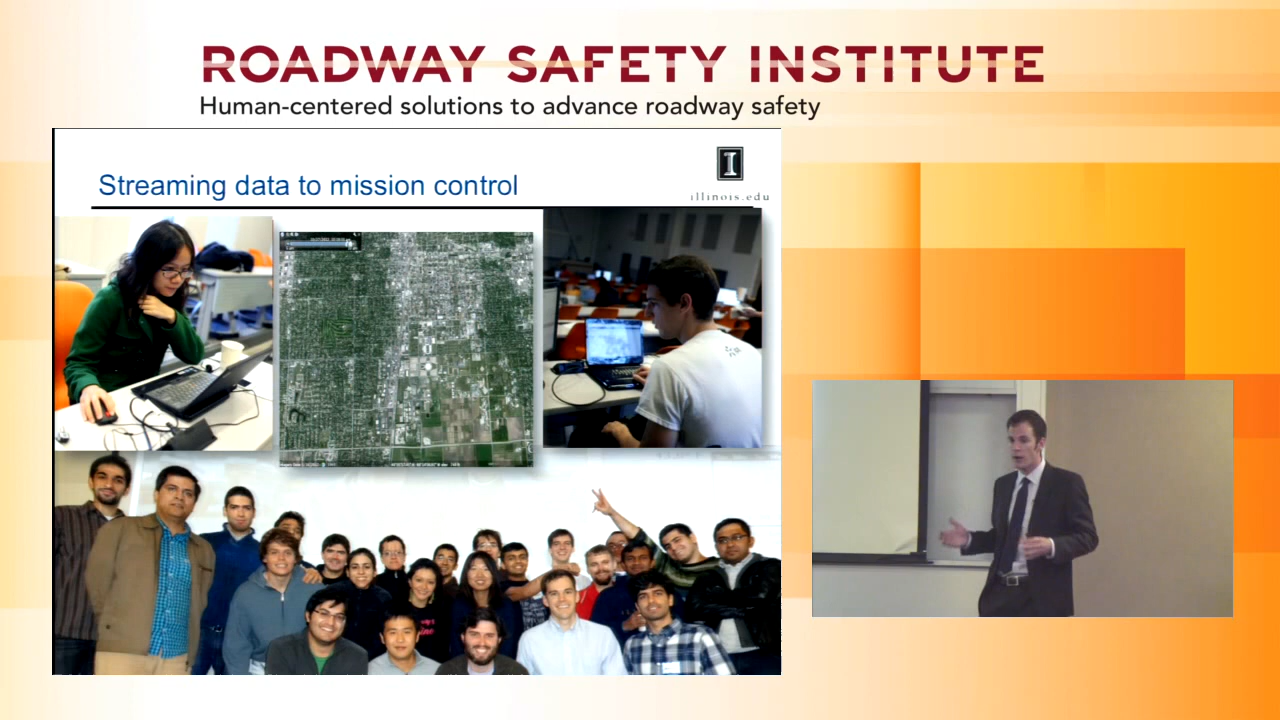 ROADWAY SAFETY INSTITUTE
Human-centered solutions to advance roadway safety
Streaming data to mission control
I
illinois.edu